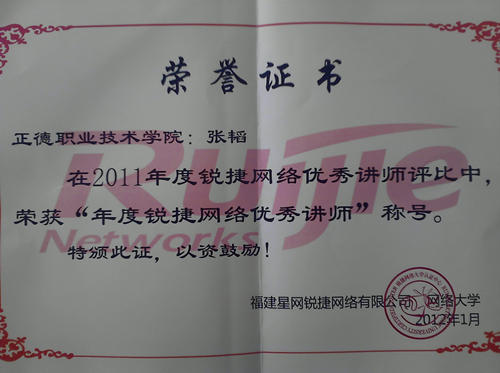 荣誉证书
正德职业技术学院：张韬
在2011年度锐捷网络优秀讲师评比中，
荣获“年度锐捷网络优秀讲师”称号。
特颁此证，以资鼓励！
Ruijie
Networks
福建星网锐捷网络有限公司 网络大学
2012年1月